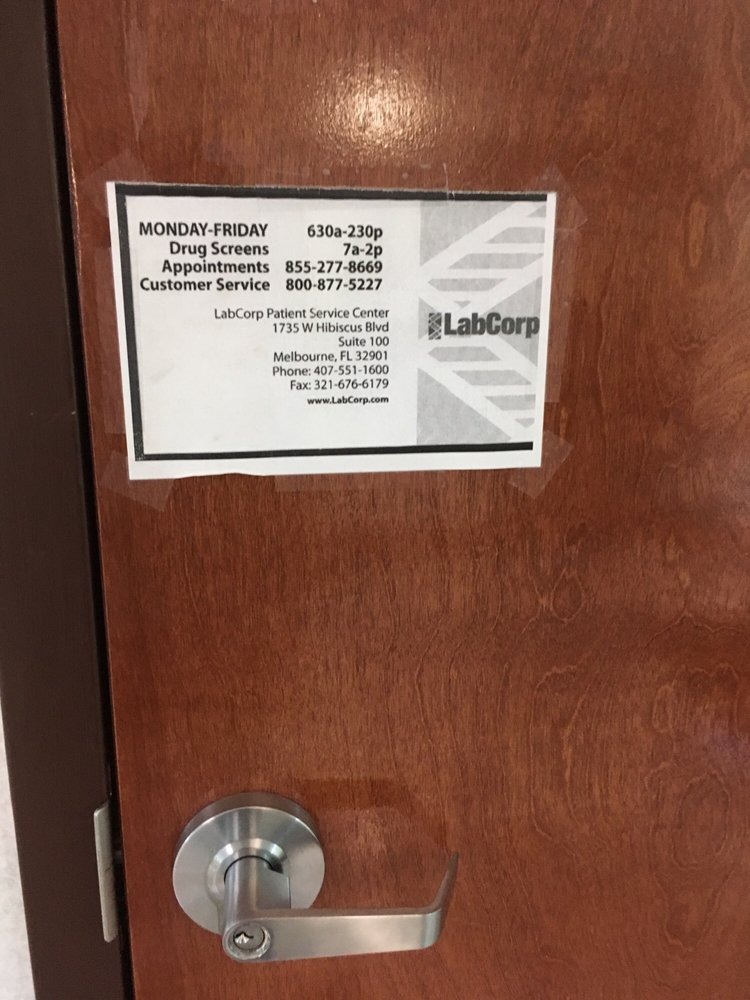 MONDAY-FRIDAY 630a-230p
Drug Screens 7a-2p
Appointments 855-277-8669
Customer Service 800-877-5227
LabCorp Patient Service Center
1735 W Hibiscus Blvd
Suite 100
Melbourne, FL 32901
Phone: 407-551-1600
Fax: 321-676-6179
www.LabCorp.com
LabCorp